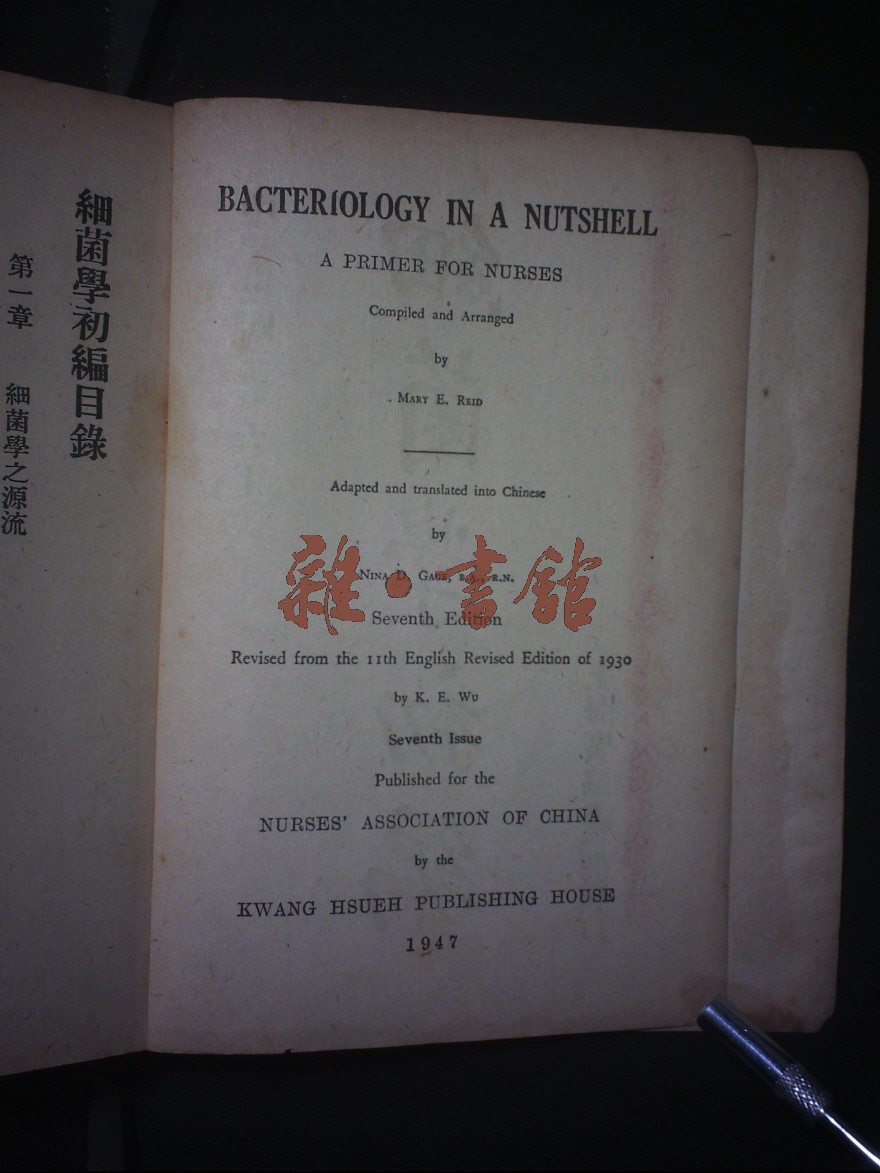 細菌學初編目錄
第一章 細菌學之源流
BACTERIOLOGY IN A NUTSHELL
A PRIMER FOR NURSES
Compiled and Arranged
by
MARY E. REID
Adapted and translated into Chinese
by
NINA D. GAGE, B.A., R.N.
Seventh Edition
Revised from the 11th English Revised Edition of 1930
by K. E. WU
Seventh Issue
Published for the
NURSES' ASSOCIATION OF CHINA
by the
KWANG HSUEH PUBLISHING HOUSE
1947
雜·書館